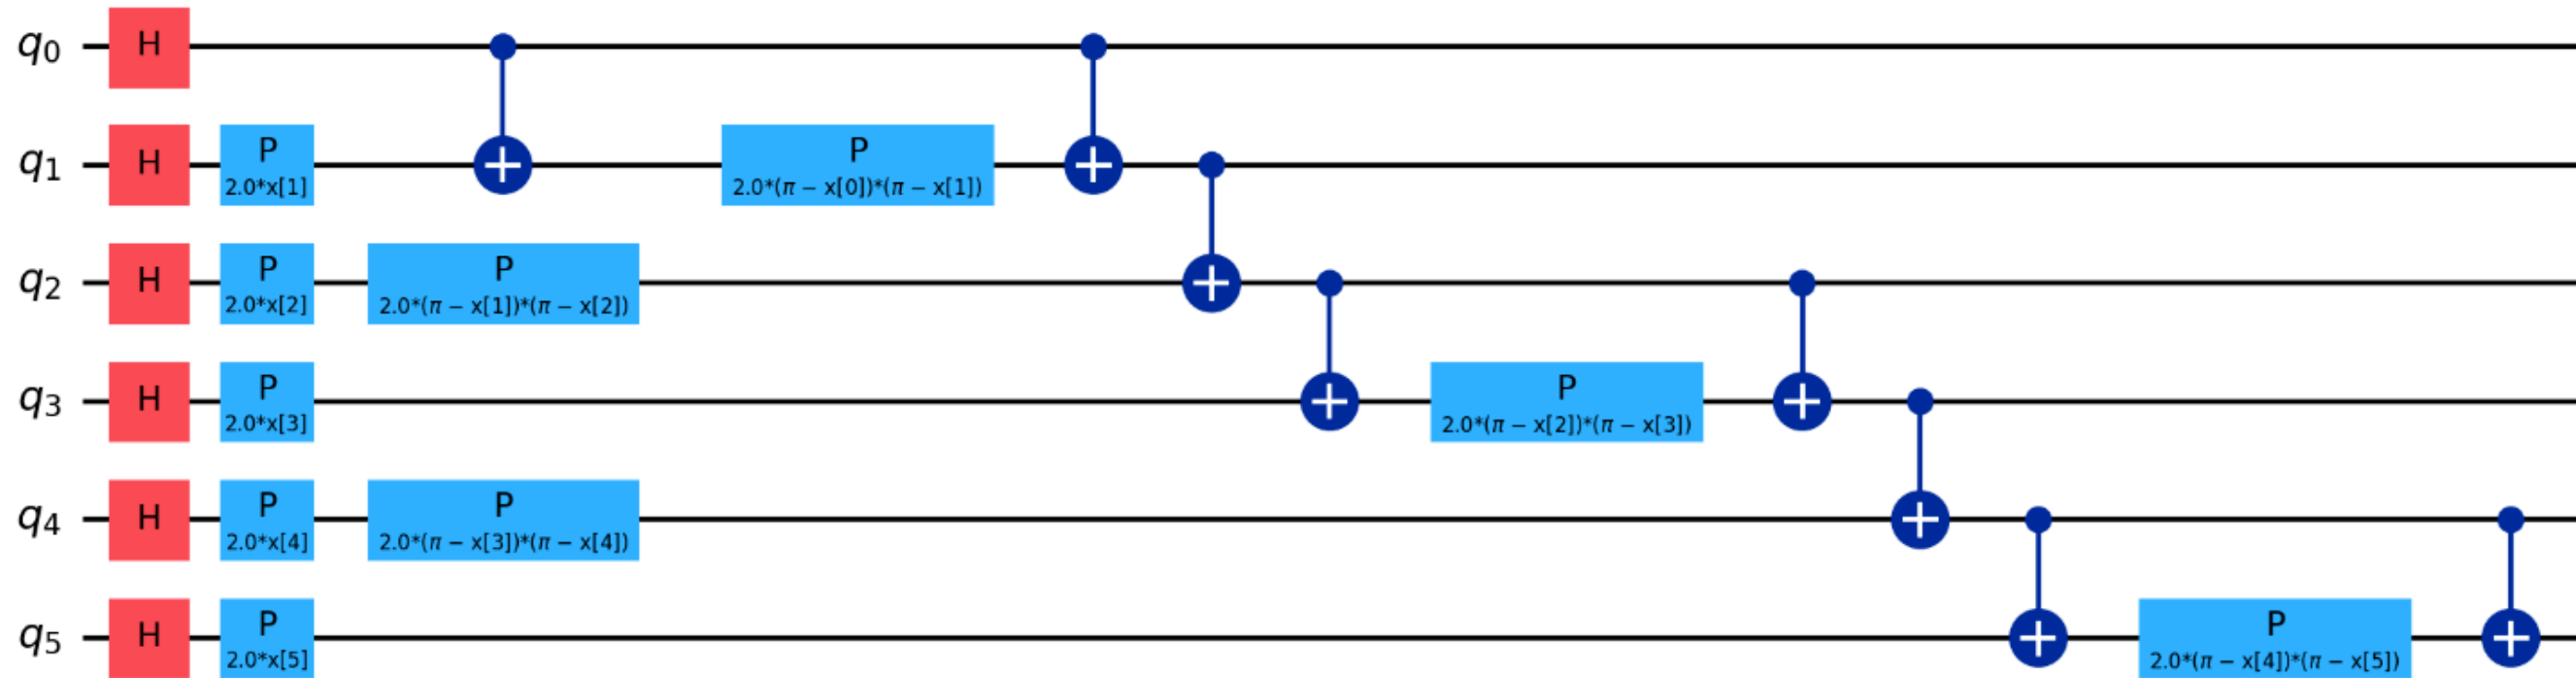 q0 H
q1 H P P
2.0*x[1] 2.0*(π − x[0])*(π − x[1])
q2 H P P
2.0*x[2] 2.0*(π − x[1])*(π − x[2])
q3 H P P
2.0*x[3] 2.0*(π − x[2])*(π − x[3])
q4 H P P
2.0*x[4] 2.0*(π − x[3])*(π − x[4])
q5 H P P
2.0*x[5] 2.0*(π − x[4])*(π − x[5])